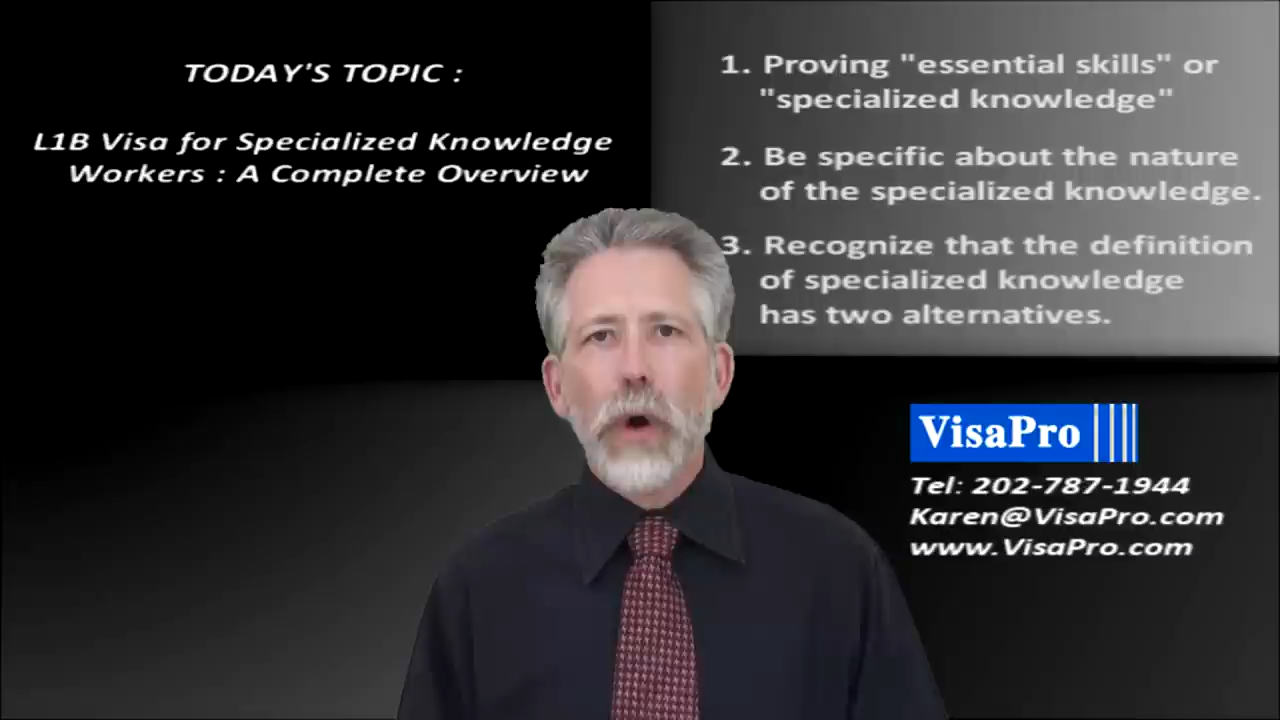 TODAY'S TOPIC :
L1B Visa for Specialized Knowledge
Workers : A Complete Overview
1. Proving "essential skills" or
"specialized knowledge"
2. Be specific about the nature
of the specialized knowledge.
3. Recognize that the definition
of specialized knowledge
has two alternatives.
VisaPro
Tel: 202-787-1944
Karen@VisaPro.com
www.VisaPro.com